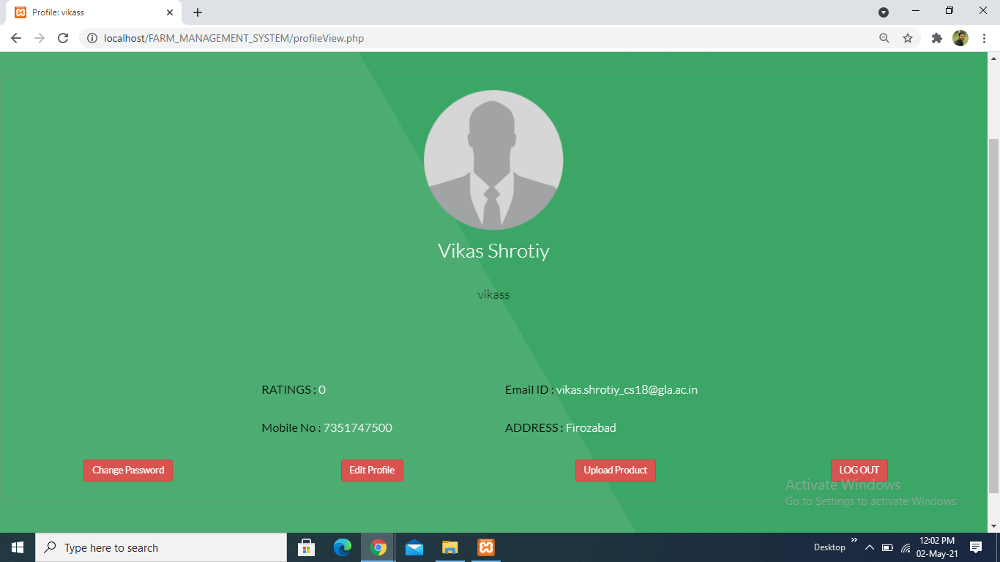 Profile: vikass
localhost/FARM_MANAGEMENT_SYSTEM/profileView.php
Vikas Shrotiy
vikass
RATINGS : 0
Email ID : vikas.shrotiy_cs18@gla.ac.in
Mobile No : 7351747500
ADDRESS : Firozabad
Change Password
Edit Profile
Upload Product
LOG OUT
Activate Windows
Go to Settings to activate Windows.
Type here to search
Desktop
12:02 PM
02-May-21